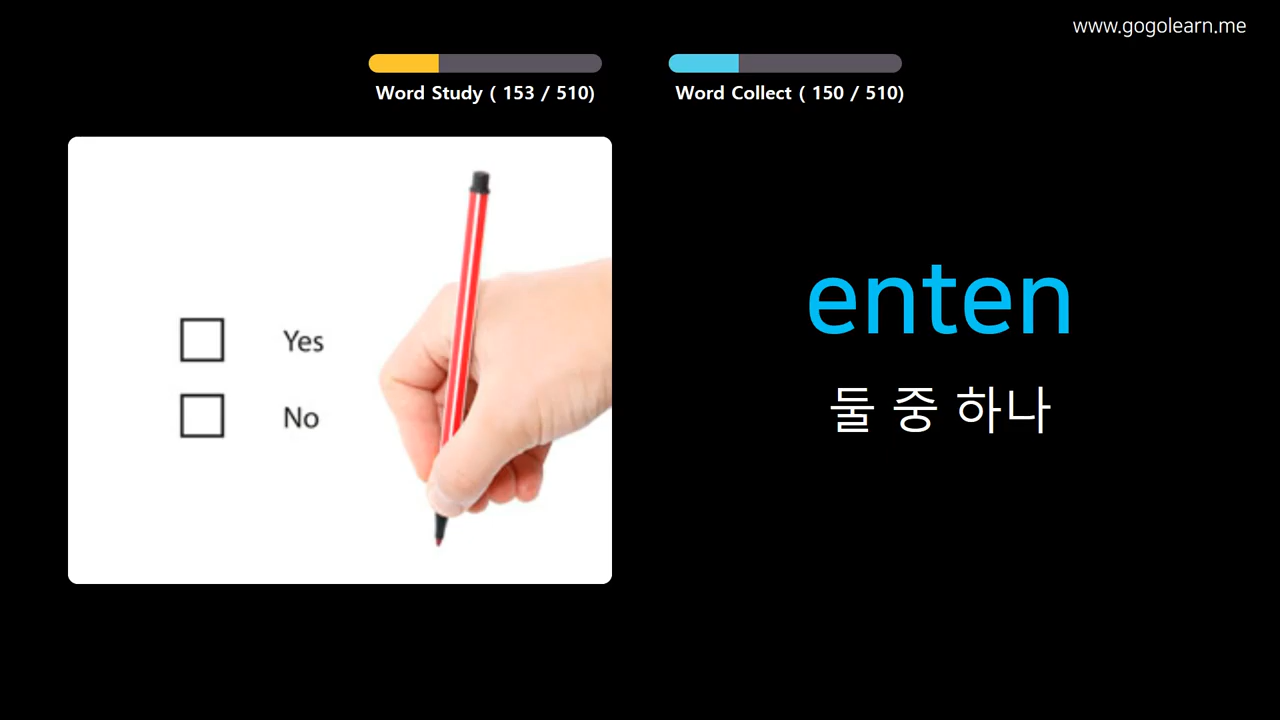 www.gogolearn.me
Word Study ( 153 / 510)
Word Collect ( 150 / 510)
Yes
No
enten
둘 중 하나